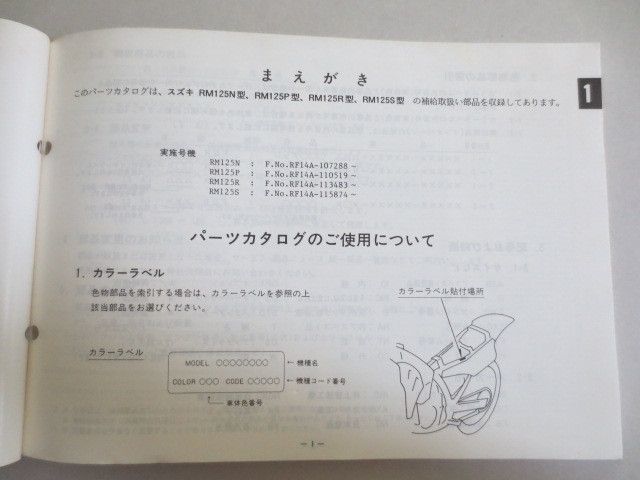 まえがき
このパーツカタログは、スズキ RM125N型、RM125P型、RM125R型、RM125S型 の補給取扱い部品を収録してあります。
1
実施号機
RM125N : F.No.RF14A-107288～
RM125P : F.No.RF14A-110519～
RM125R : F.No.RF14A-113483～
RM125S : F.No.RF14A-115874～
パーツカタログのご使用について
1. カラーラベル
色物部品を索引する場合は、カラーラベルを参照の上
該当部品をお選びください。
カラーラベル貼付場所
カラーラベル
MODEL ○○○○○○○○ ←機種名
COLOR ○○○ CODE ○○○○○ ←機種コード番号
車体色番号
－1－